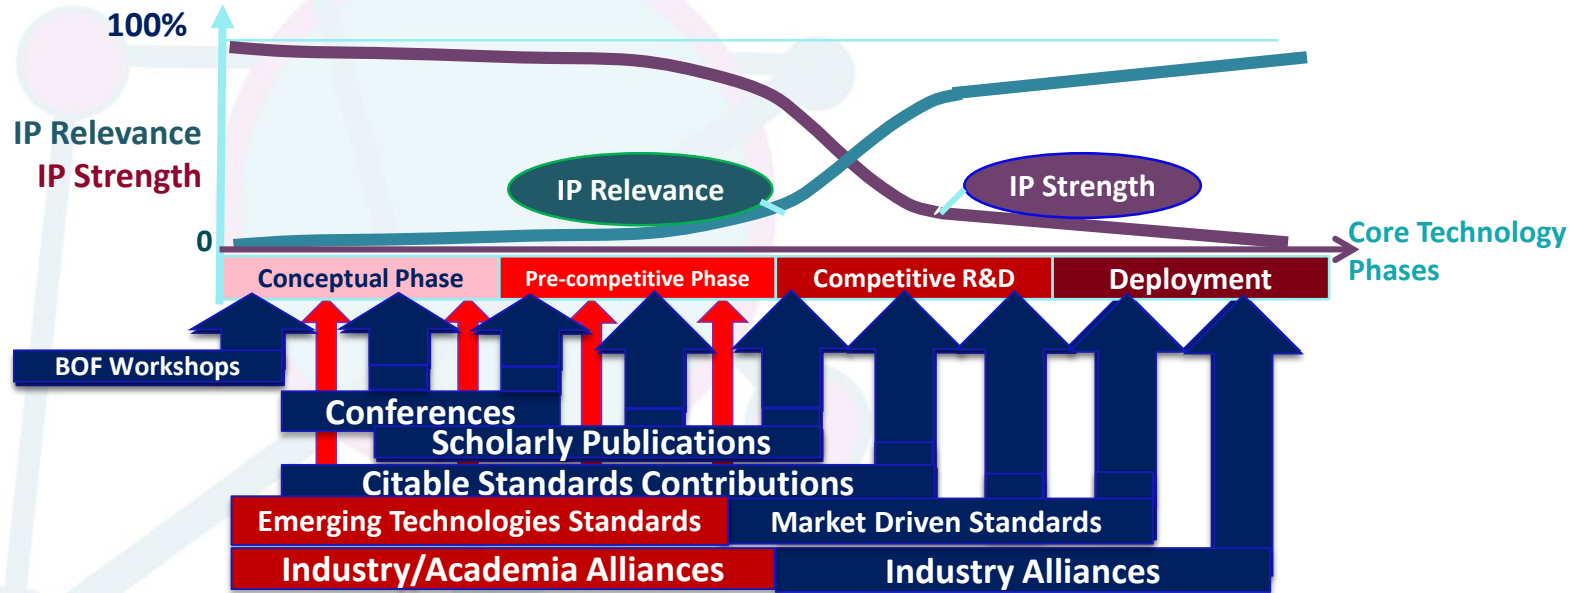 100%
IP Relevance
IP Strength
0
IP Relevance
IP Strength
Core Technology
Phases
Conceptual Phase
Pre-competitive Phase
Competitive R&D
Deployment
BOF Workshops
Conferences
Scholarly Publications
Citable Standards Contributions
Emerging Technologies Standards
Market Driven Standards
Industry/Academia Alliances
Industry Alliances